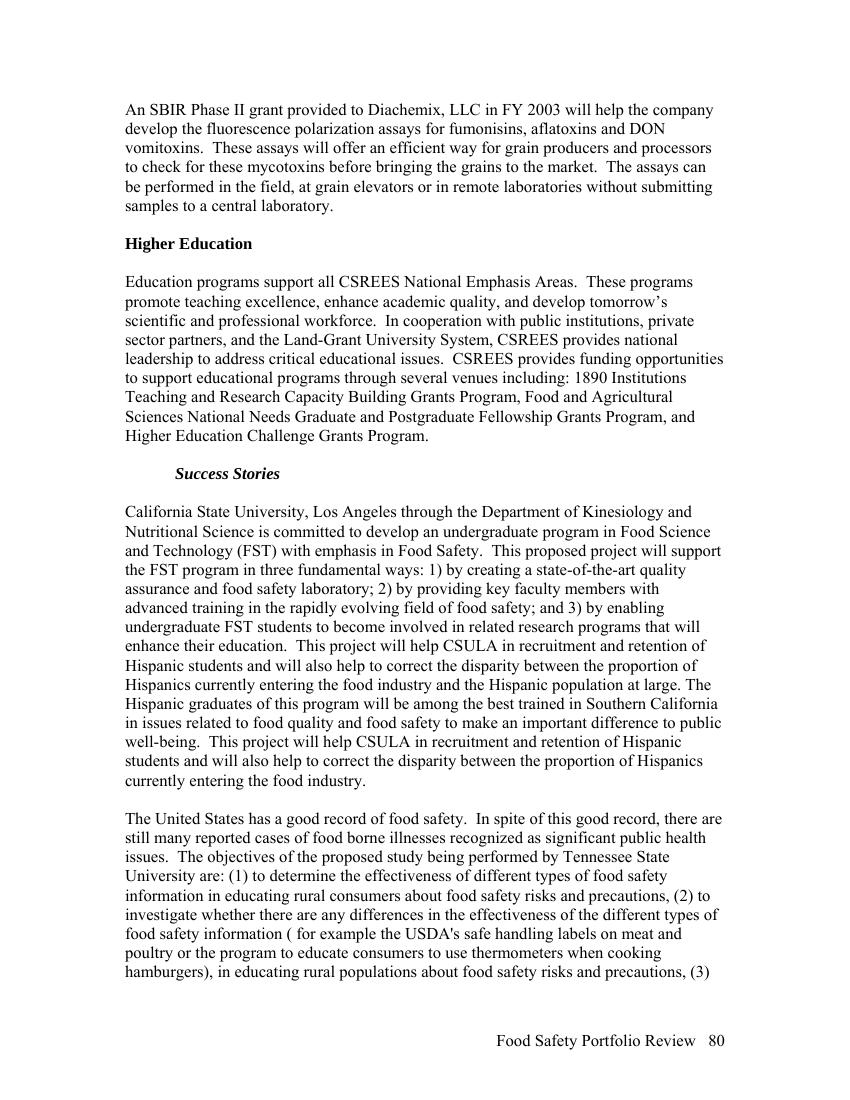 An SBIR Phase II grant provided to Diachemix, LLC in FY 2003 will help the company
develop the fluorescence polarization assays for fumonisins, aflatoxins and DON
vomitoxins.  These assays will offer an efficient way for grain producers and processors
to check for these mycotoxins before bringing the grains to the market.  The assays can
be performed in the field, at grain elevators or in remote laboratories without submitting
samples to a central laboratory.
Higher Education
Education programs support all CSREES National Emphasis Areas.  These programs
promote teaching excellence, enhance academic quality, and develop tomorrow’s
scientific and professional workforce.  In cooperation with public institutions, private
sector partners, and the Land-Grant University System, CSREES provides national
leadership to address critical educational issues.  CSREES provides funding opportunities
to support educational programs through several venues including: 1890 Institutions
Teaching and Research Capacity Building Grants Program, Food and Agricultural
Sciences National Needs Graduate and Postgraduate Fellowship Grants Program, and
Higher Education Challenge Grants Program.
Success Stories
California State University, Los Angeles through the Department of Kinesiology and
Nutritional Science is committed to develop an undergraduate program in Food Science
and Technology (FST) with emphasis in Food Safety.  This proposed project will support
the FST program in three fundamental ways: 1) by creating a state-of-the-art quality
assurance and food safety laboratory; 2) by providing key faculty members with
advanced training in the rapidly evolving field of food safety; and 3) by enabling
undergraduate FST students to become involved in related research programs that will
enhance their education.  This project will help CSULA in recruitment and retention of
Hispanic students and will also help to correct the disparity between the proportion of
Hispanics currently entering the food industry and the Hispanic population at large. The
Hispanic graduates of this program will be among the best trained in Southern California
in issues related to food quality and food safety to make an important difference to public
well-being.  This project will help CSULA in recruitment and retention of Hispanic
students and will also help to correct the disparity between the proportion of Hispanics
currently entering the food industry.
The United States has a good record of food safety.  In spite of this good record, there are
still many reported cases of food borne illnesses recognized as significant public health
issues.  The objectives of the proposed study being performed by Tennessee State
University are: (1) to determine the effectiveness of different types of food safety
information in educating rural consumers about food safety risks and precautions, (2) to
investigate whether there are any differences in the effectiveness of the different types of
food safety information ( for example the USDA's safe handling labels on meat and
poultry or the program to educate consumers to use thermometers when cooking
hamburgers), in educating rural populations about food safety risks and precautions, (3)
Food Safety Portfolio Review   80